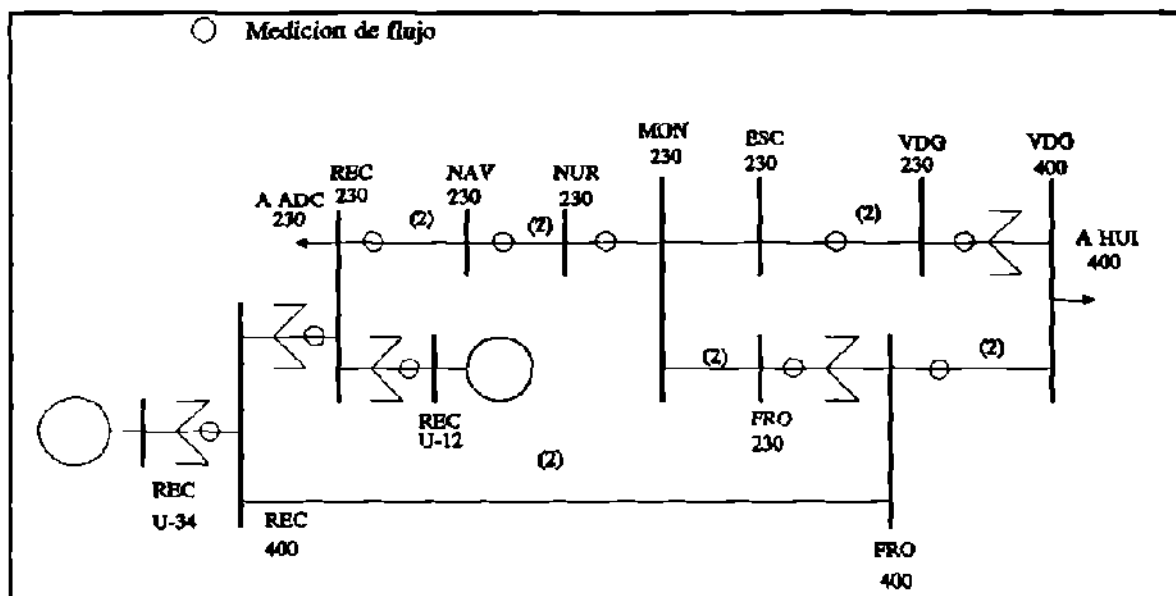 Medicion de flujo
MON
230
ESC
230
VDG
230
VDG
400
REC
230
NAV
230
NUR
230
A ADC
230
(2)
(2)
(2)
A HUI
400
(2)
(2)
REC
U-12
FRO
230
(2)
REC
U-34
REC
400
FRO
400